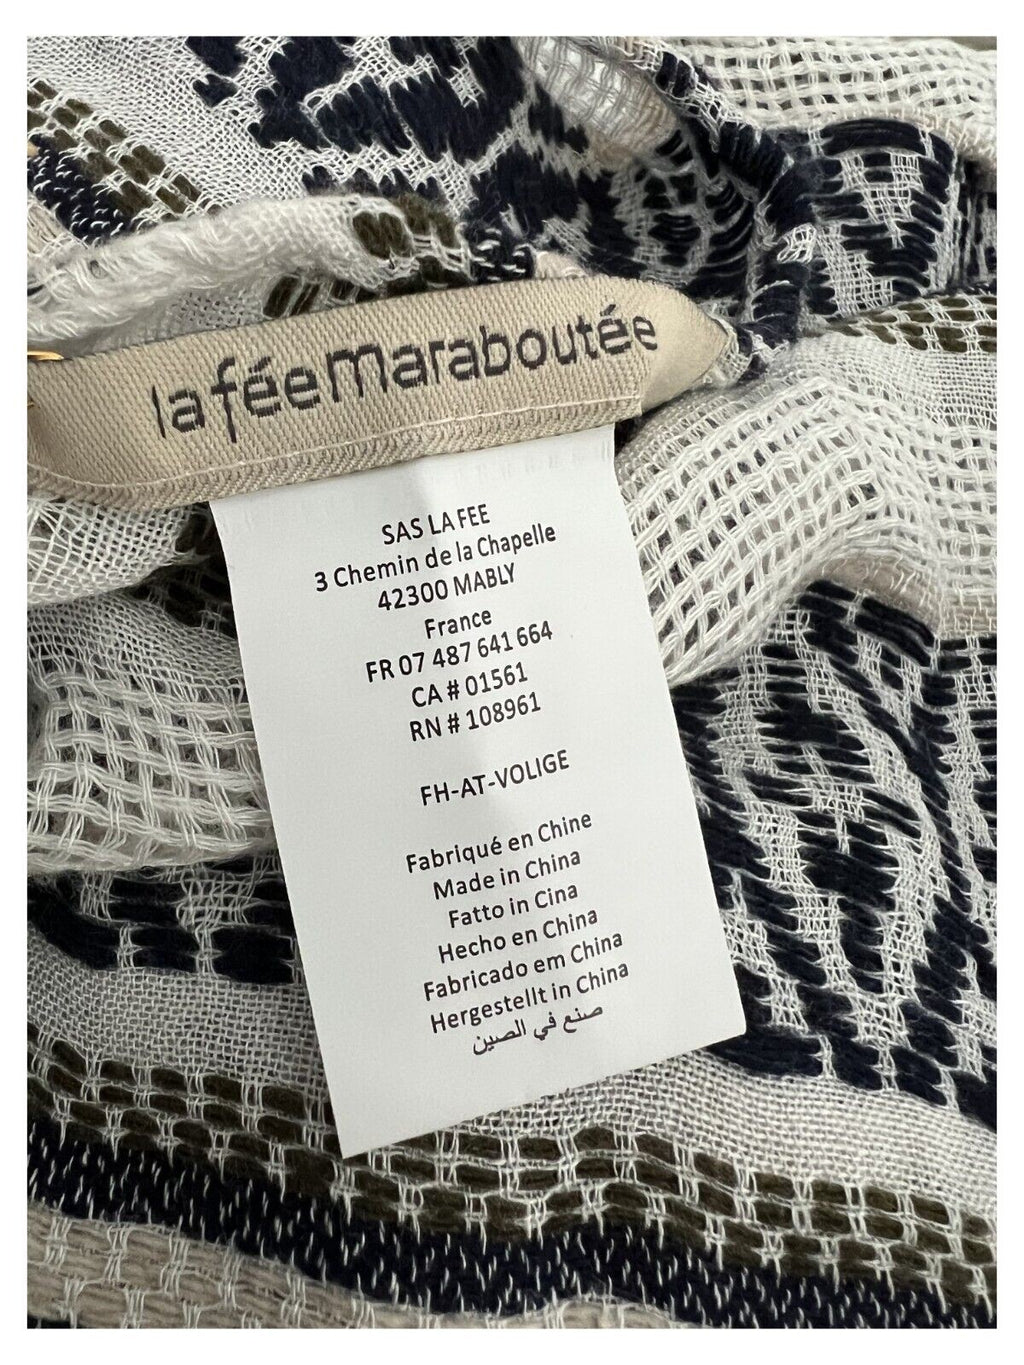 la fée maraboutée
SAS LA FEE
3 Chemin de la Chapelle
42300 MABLY
France
FR 07 487 641 664
CA # 01561
RN # 108961
FH-AT-VOLIGE
Fabriqué en Chine
Made in China
Fatto in Cina
Hecho en China
Fabricado em China
Hergestellt in China
صنع في الصين